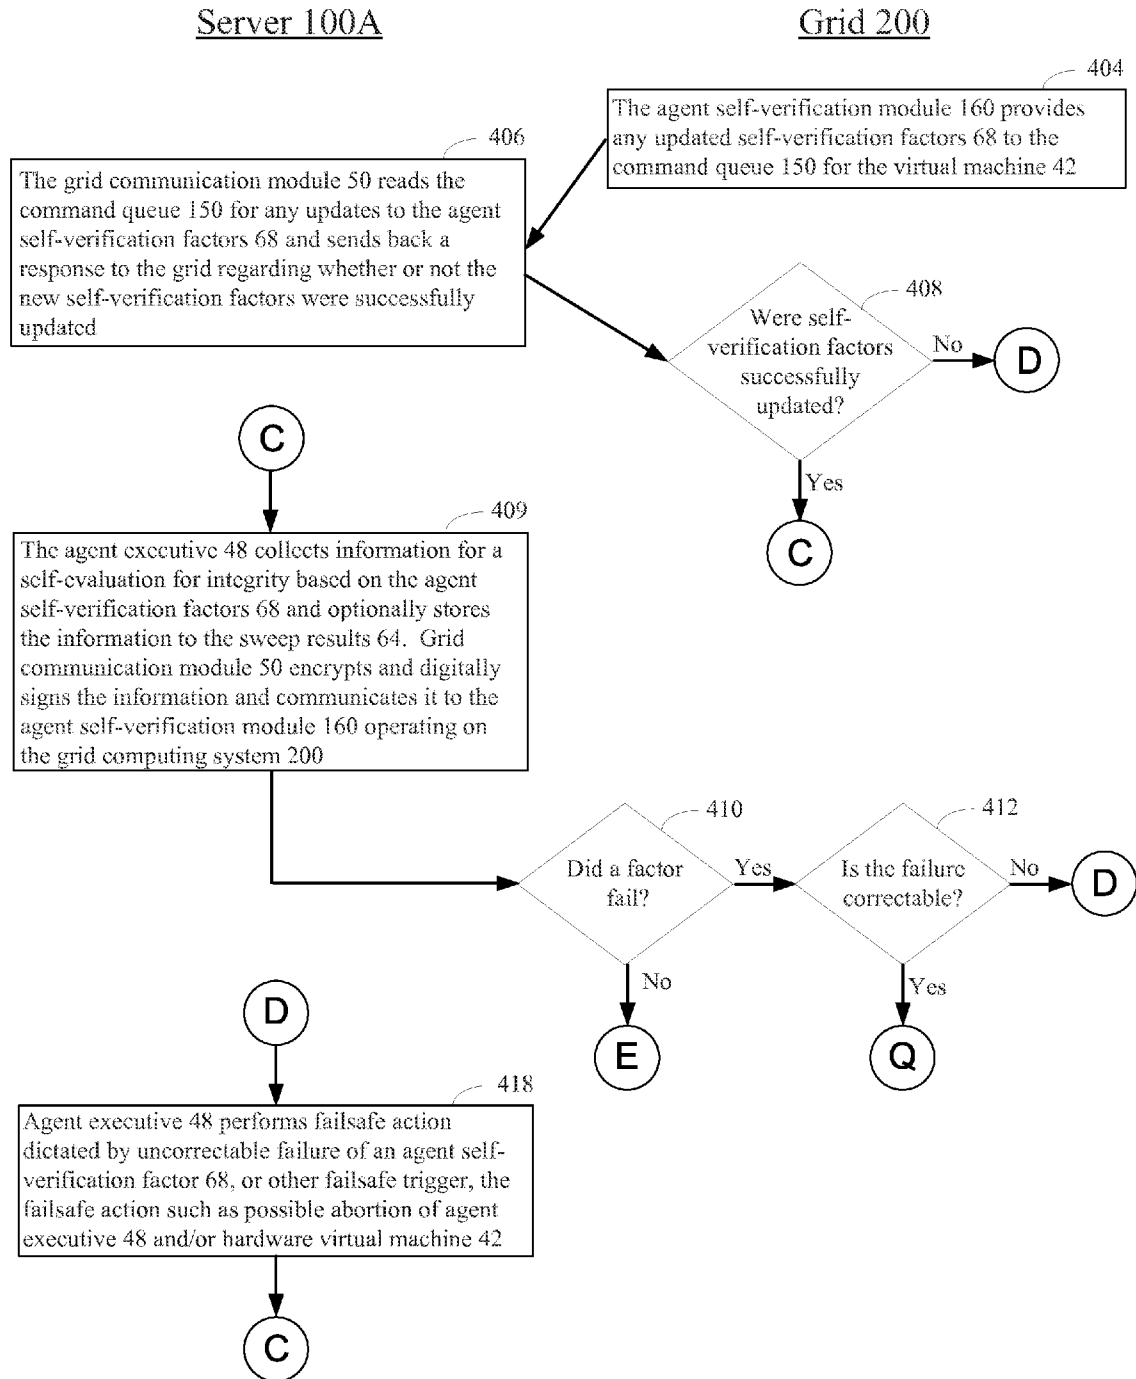 Server 100A
Grid 200
404
The agent self-verification module 160 provides
any updated self-verification factors 68 to the
command queue 150 for the virtual machine 42
406
The grid communication module 50 reads the
command queue 150 for any updates to the agent
self-verification factors 68 and sends back a
response to the grid regarding whether or not the
new self-verification factors were successfully
updated
408
Were self-
verification factors
successfully
updated?
No
D
Yes
C
C
409
The agent executive 48 collects information for a
self-evaluation for integrity based on the agent
self-verification factors 68 and optionally stores
the information to the sweep results 64. Grid
communication module 50 encrypts and digitally
signs the information and communicates it to the
agent self-verification module 160 operating on
the grid computing system 200
410
Did a factor
fail?
Yes
412
Is the failure
correctable?
No
D
No
E
Yes
Q
D
418
Agent executive 48 performs failsafe action
dictated by uncorrectable failure of an agent self-
verification factor 68, or other failsafe trigger, the
failsafe action such as possible abortion of agent
executive 48 and/or hardware virtual machine 42
C